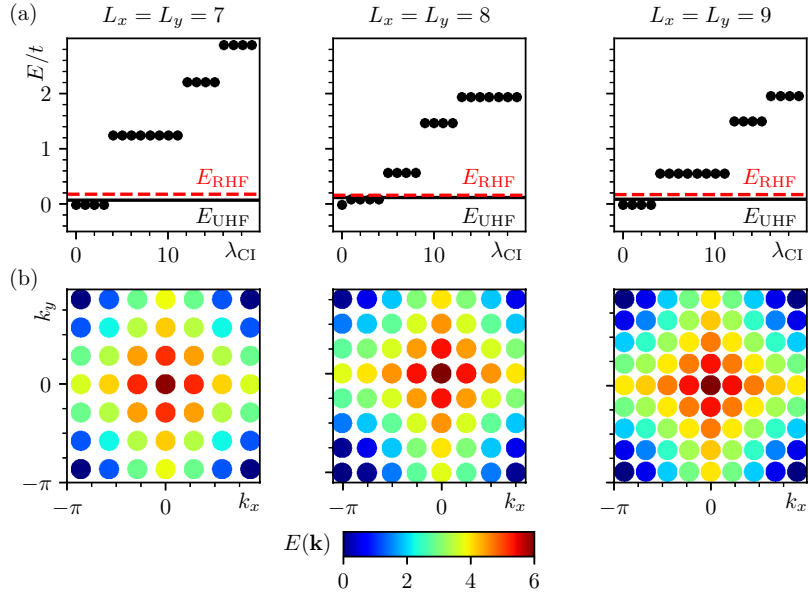 (a) L_x = L_y = 7 L_x = L_y = 8 L_x = L_y = 9
E/t
2
1
0
E_RHF E_RHF E_RHF
E_UHF E_UHF E_UHF
0 10 λ_CI 0 10 λ_CI 0 10 λ_CI
(b)
k_y
0
−π
−π 0 k_x −π 0 k_x −π 0 k_x
E(k)
0 2 4 6